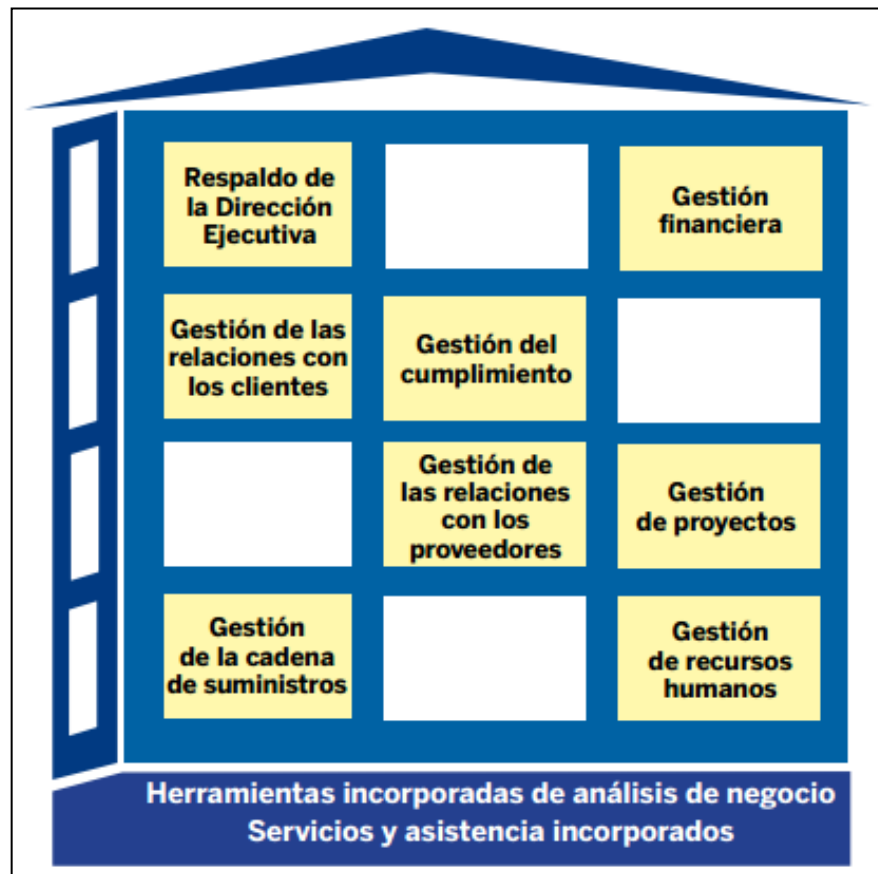 Respaldo de
la Dirección
Ejecutiva
Gestión
financiera
Gestión de las
relaciones con
los clientes
Gestión del
cumplimiento
Gestión de
las relaciones
con los
proveedores
Gestión
de proyectos
Gestión
de la cadena
de suministros
Gestión
de recursos
humanos
Herramientas incorporadas de análisis de negocio
Servicios y asistencia incorporados